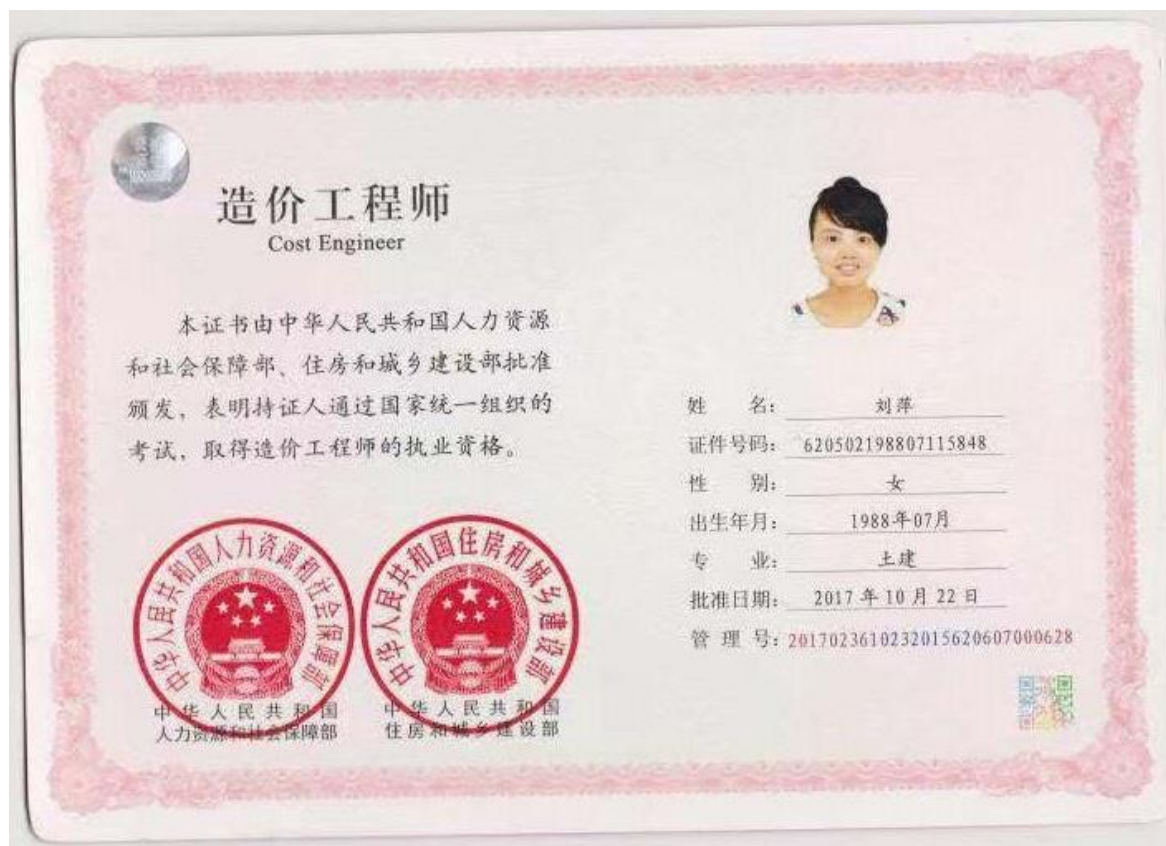 造价工程师
Cost Engineer
本证书由中华人民共和国人力资源
和社会保障部、住房和城乡建设部批准
颁发，表明持证人通过国家统一组织的
考试，取得造价工程师的执业资格。
中华人民共和国人力资源和社会保障部
中华人民共和国住房和城乡建设部
中华人民共和国
人力资源和社会保障部
中华人民共和国
住房和城乡建设部
姓 名： 刘萍
证件号码： 620502198807115848
性 别： 女
出生年月： 1988年07月
专 业： 土建
批准日期： 2017年10月22日
管 理 号：2017023610232015620607000628